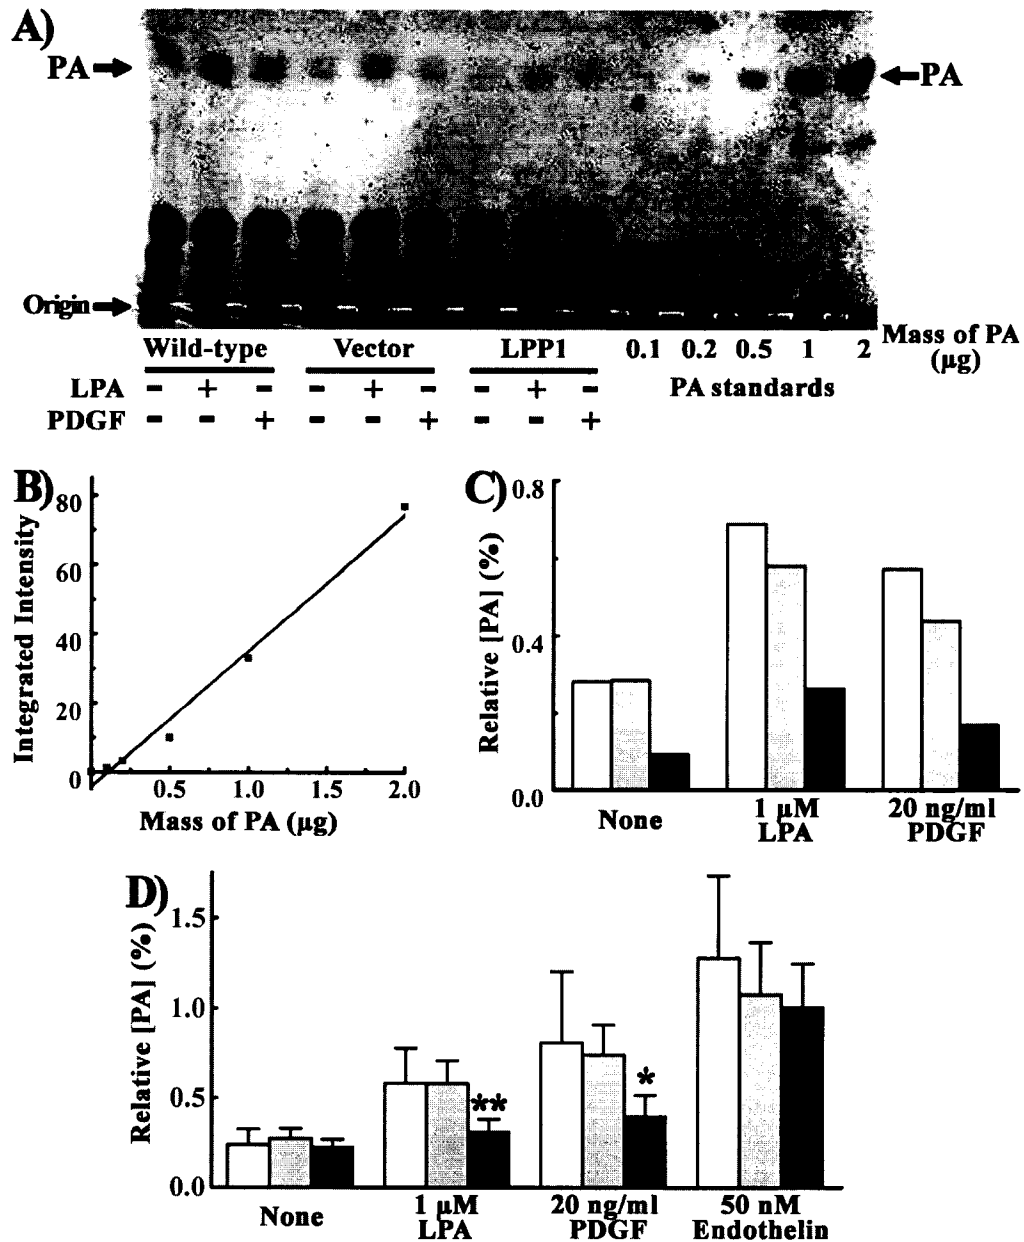 A)
PA PA
Origin
Wild-type Vector LPP1 0.1 0.2 0.5 1 2 Mass of PA
(µg)
LPA - + - - + - - + - PA standards
PDGF - - + - - + - - +
B)
80
60
40
20
0
Integrated Intensity
0.5 1.0 1.5 2.0
Mass of PA (µg)
C)
0.8
0.4
0.0
Relative [PA] (%)
None 1 µM 20 ng/ml
LPA PDGF
D)
1.5
1.0
0.5
0.0
Relative [PA] (%)
** *
None 1 µM 20 ng/ml 50 nM
LPA PDGF Endothelin